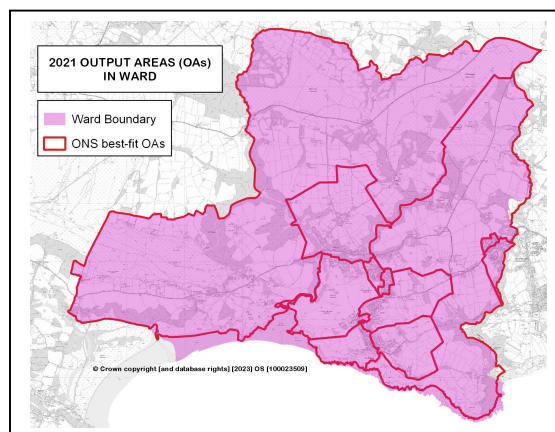 2021 OUTPUT AREAS (OAs)
IN WARD
Ward Boundary
ONS best-fit OAs
© Crown copyright [and database rights] [2023] OS [100023509]